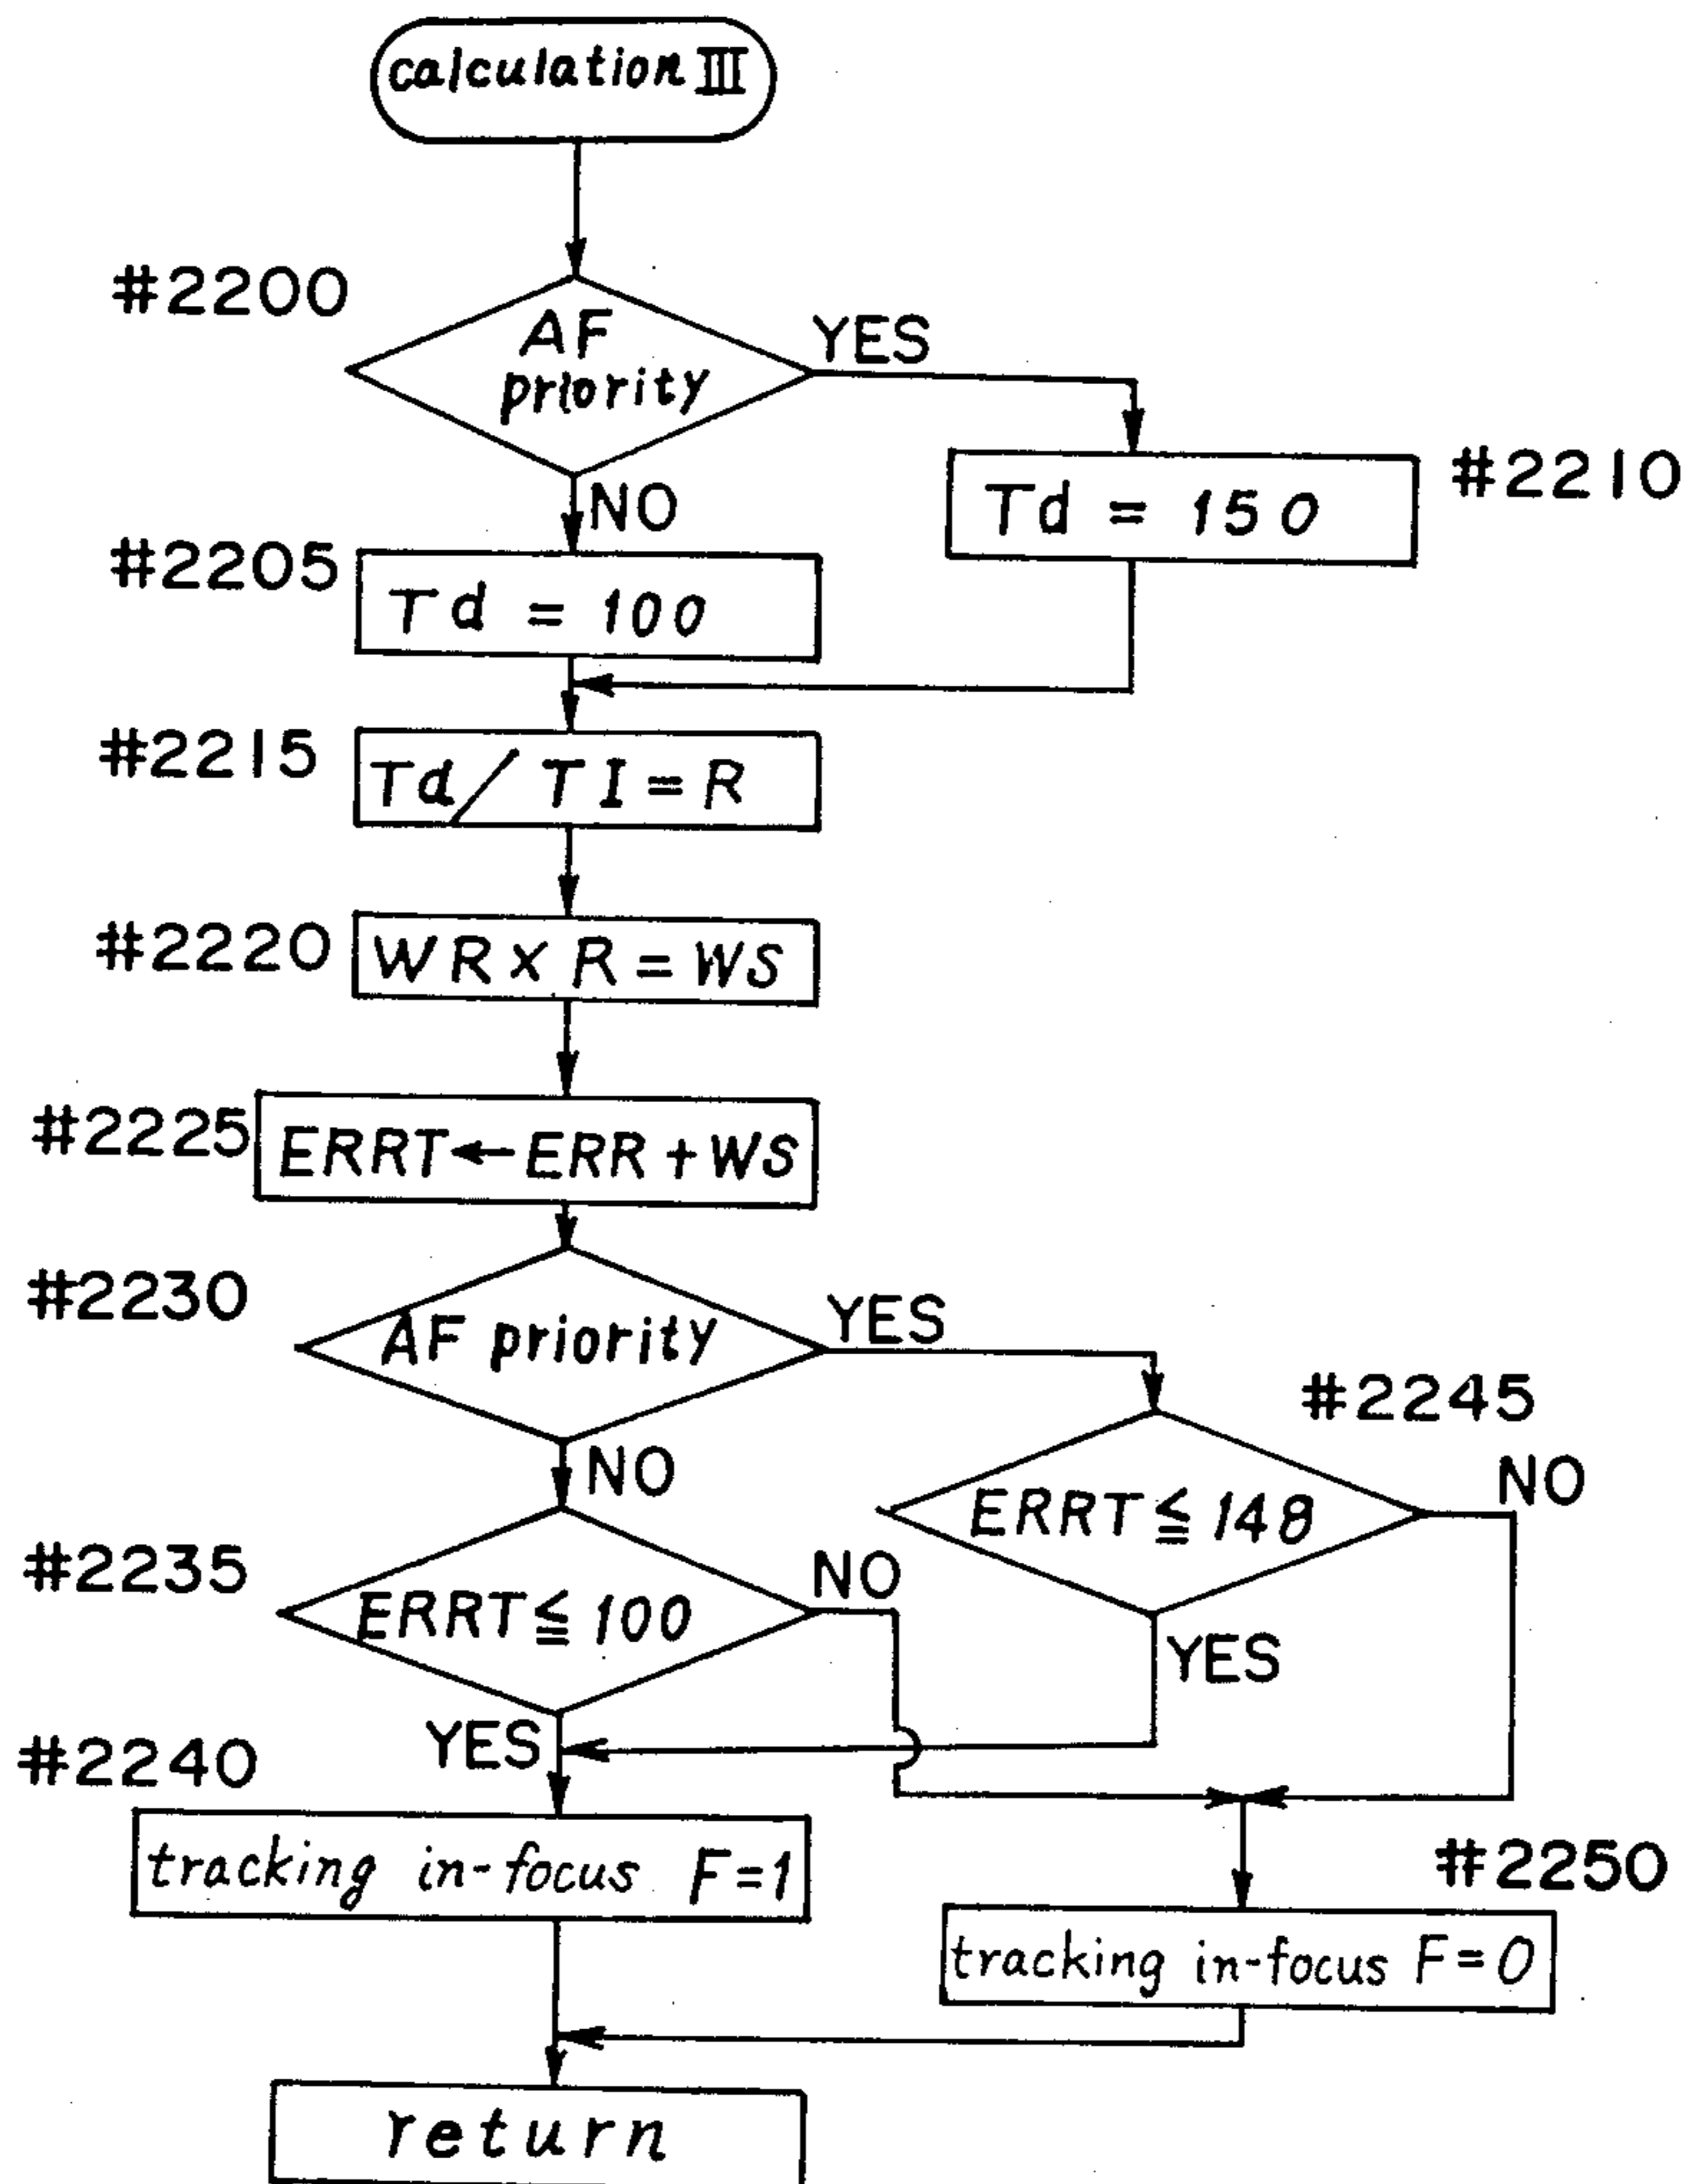 calculation III
#2200
AF
priority
YES
NO
#2210
Td = 150
#2205
Td = 100
#2215
Td/TI=R
#2220
WR×R=WS
#2225
ERRT←ERR+WS
#2230
AF priority
YES
NO
#2245
ERRT≦148
NO
YES
#2235
ERRT≦100
NO
YES
#2240
tracking in-focus F=1
#2250
tracking in-focus F=0
return